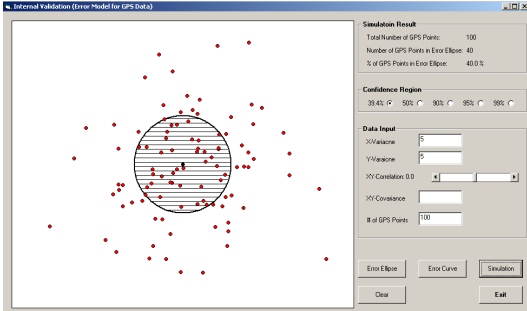 Internal Validation (Error Model for GPS Data)
Simulatoin Result
Total Number of GPS Points: 100
Number of GPS Points in Error Ellipse: 40
% of GPS Points in Error Ellipse: 40.0 %
Confidence Region
39.4% 50% 90% 95% 99%
Data Input
X-Variacne 5
Y-Varaicne 5
XY-Correlation: 0.0
XY-Covariance
# of GPS Points 100
Error Ellipse Error Curve Simulation
Clear Exit